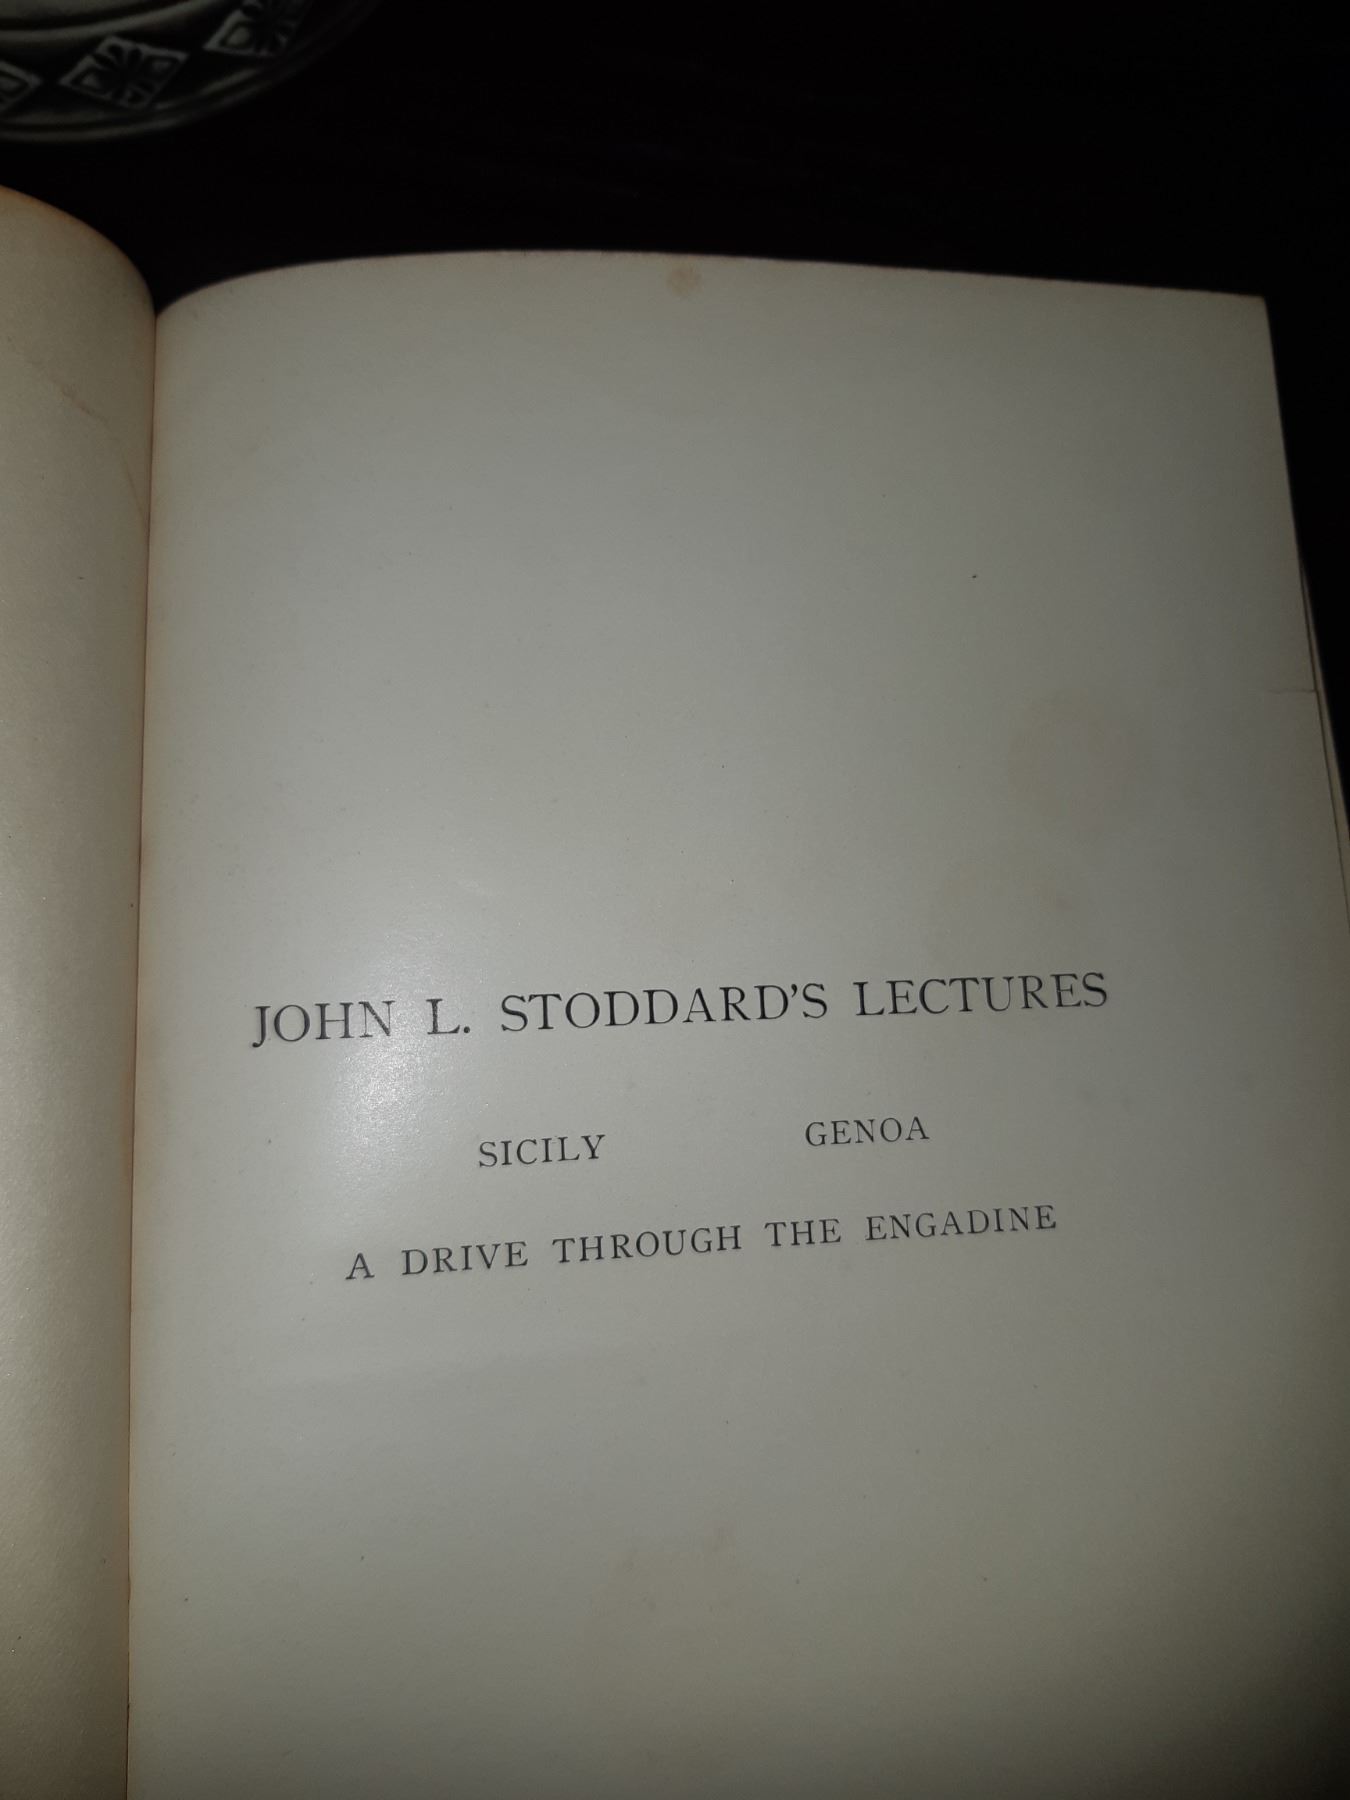 JOHN L. STODDARD'S LECTURES
SICILY GENOA
A DRIVE THROUGH THE ENGADINE